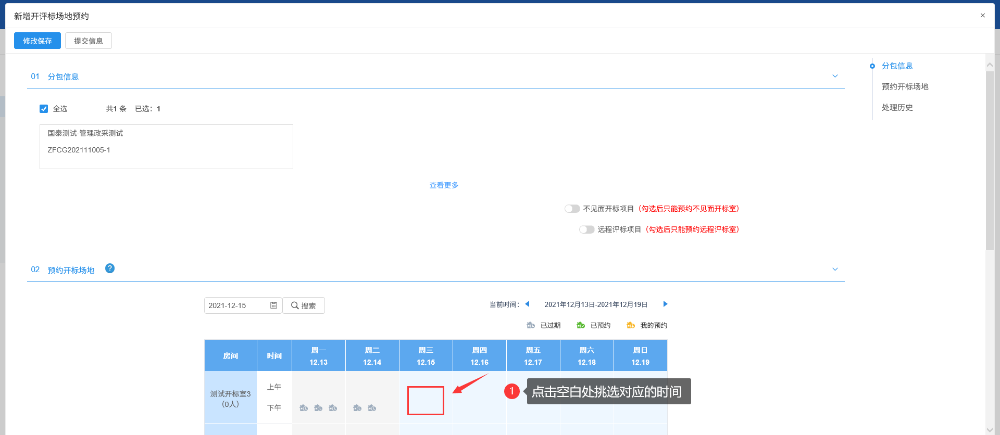 新增开评标场地预约
×
修改保存
提交信息
01 分包信息
分包信息
预约开标场地
处理历史
全选 共1 条 已选：1
国泰测试-管理政采测试
ZFCG202111005-1
查看更多
不见面开标项目（勾选后只能预约不见面开标室）
远程评标项目（勾选后只能预约远程评标室）
02 预约开标场地 ?
2021-12-15 搜索
当前时间： 2021年12月13日-2021年12月19日
已过期 已预约 我的预约
房间 时间 周一 周二 周三 周四 周五 周六 周日
12.13 12.14 12.15 12.16 12.17 12.18 12.19
测试开标室3
（0人）
上午
下午
1 点击空白处挑选对应的时间